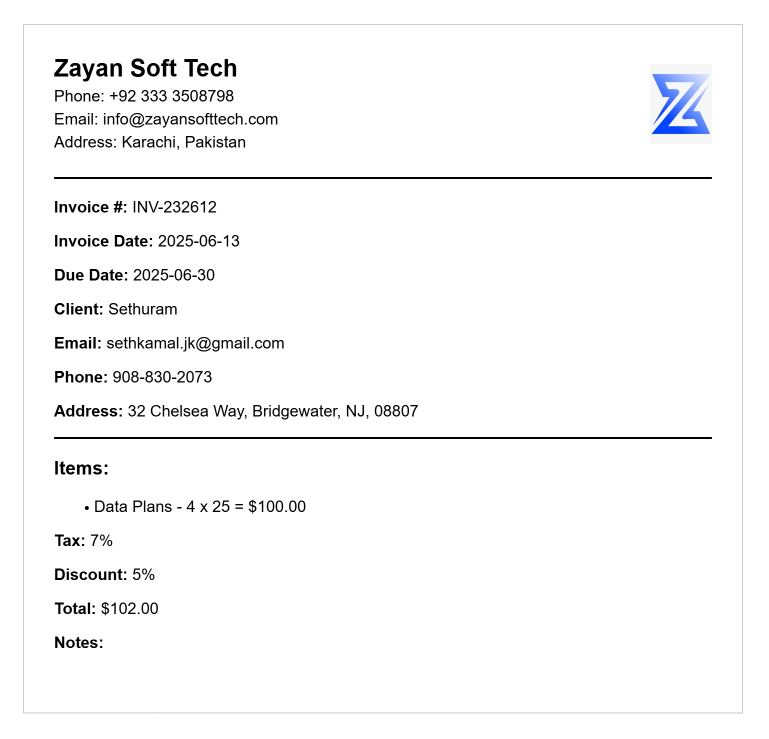 Zayan Soft Tech
Phone: +92 333 3508798
Email: info@zayansofttech.com
Address: Karachi, Pakistan
Invoice #: INV-232612
Invoice Date: 2025-06-13
Due Date: 2025-06-30
Client: Sethuram
Email: sethkamal.jk@gmail.com
Phone: 908-830-2073
Address: 32 Chelsea Way, Bridgewater, NJ, 08807
Items:
• Data Plans - 4 x 25 = $100.00
Tax: 7%
Discount: 5%
Total: $102.00
Notes: